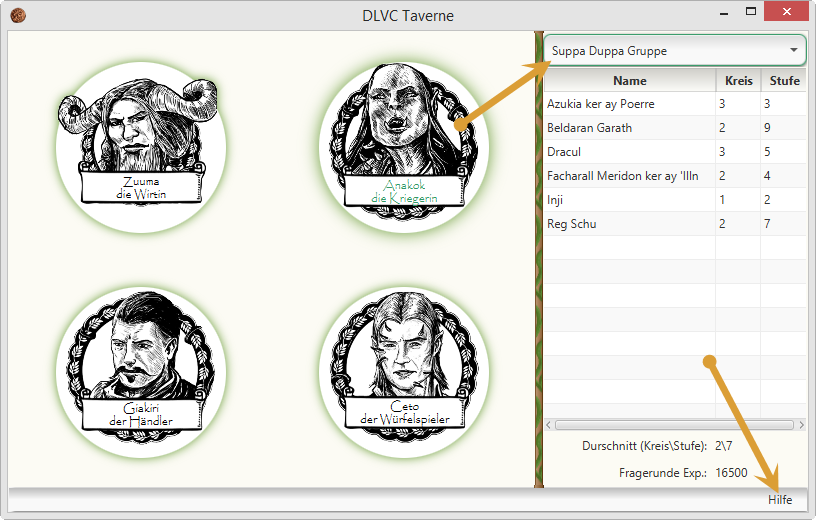 DLVC Taverne
Zuuma
die Wirtin
Anakok
die Kriegerin
Giakiri
der Händler
Ceto
der Würfelspieler
Suppa Duppa Gruppe
Name Kreis Stufe
Azukia ker ay Poerre 3 3
Beldaran Garath 2 9
Dracul 3 5
Facharall Meridon ker ay 'Illn 2 4
Inji 1 2
Reg Schu 2 7
Durschnitt (Kreis\Stufe): 2\7
Fragerunde Exp.: 16500
Hilfe